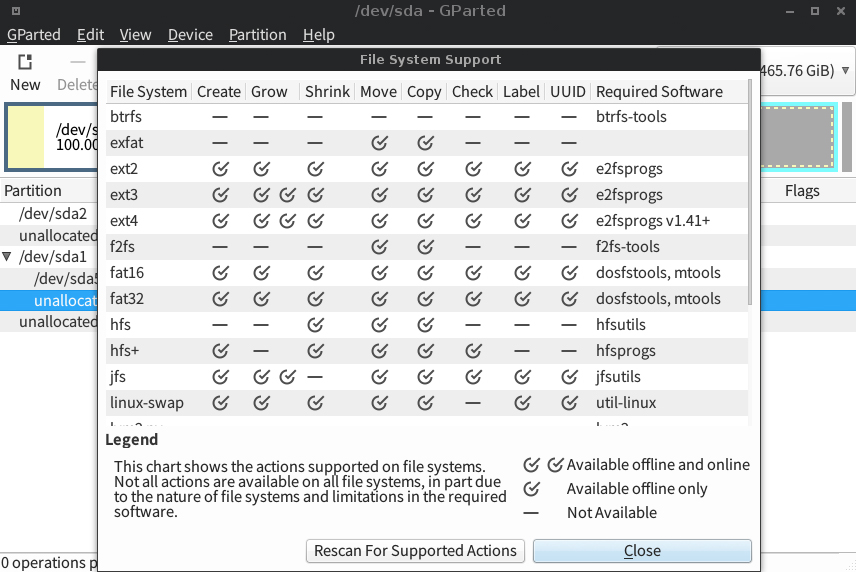 /dev/sda - GParted
GParted Edit View Device Partition Help
File System Support
New Delete
465.76 GiB)
File System Create Grow Shrink Move Copy Check Label UUID Required Software
btrfs — — — — — — — — btrfs-tools
exfat — — — — — —
ext2 e2fsprogs
ext3 e2fsprogs
ext4 e2fsprogs v1.41+
f2fs — — — — — — f2fs-tools
fat16 dosfstools, mtools
fat32 dosfstools, mtools
hfs — — — — — hfsutils
hfs+ — — — hfsprogs
jfs — jfsutils
linux-swap — util-linux
/dev/s
100.00
Partition Flags
/dev/sda2
unallocated
/dev/sda1
/dev/sda5
unallocat
unallocated
Legend
This chart shows the actions supported on file systems.
Not all actions are available on all file systems, in part due
to the nature of file systems and limitations in the required
software.
Available offline and online
Available offline only
— Not Available
Rescan For Supported Actions Close
0 operations p